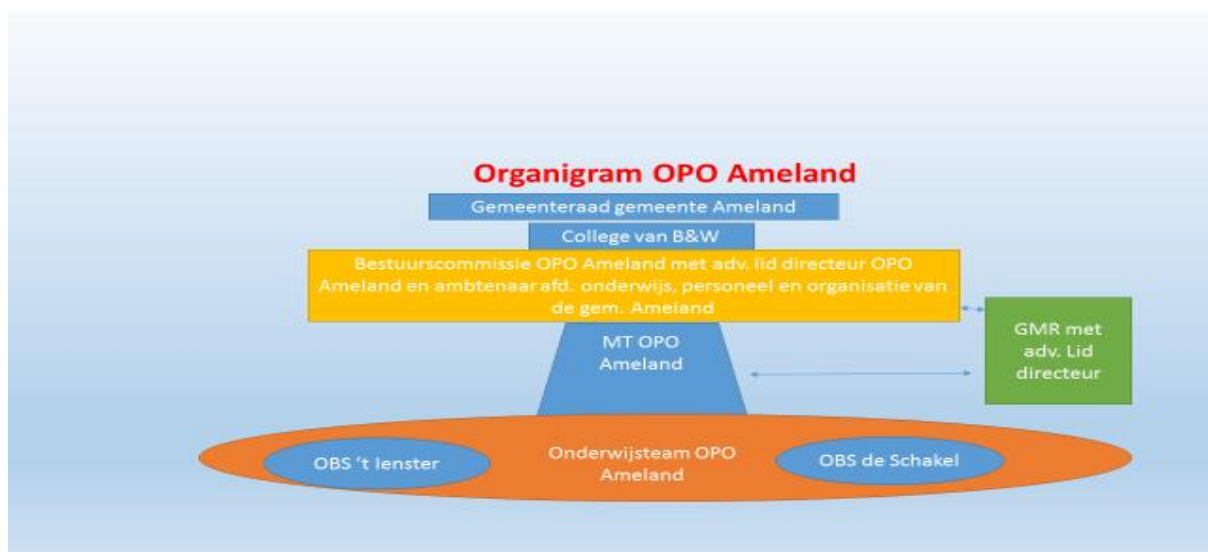 Organigram OPO Ameland
Gemeenteraad gemeente Ameland
College van B&W
Bestuurscommissie OPO Ameland met adv. lid directeur OPO
Ameland en ambtenaar afd. onderwijs, personeel en organisatie van
de gem. Ameland
MT OPO
Ameland
GMR met
adv. Lid
directeur
OBS ‘t Ienster
Onderwijsteam OPO
Ameland
OBS de Schakel